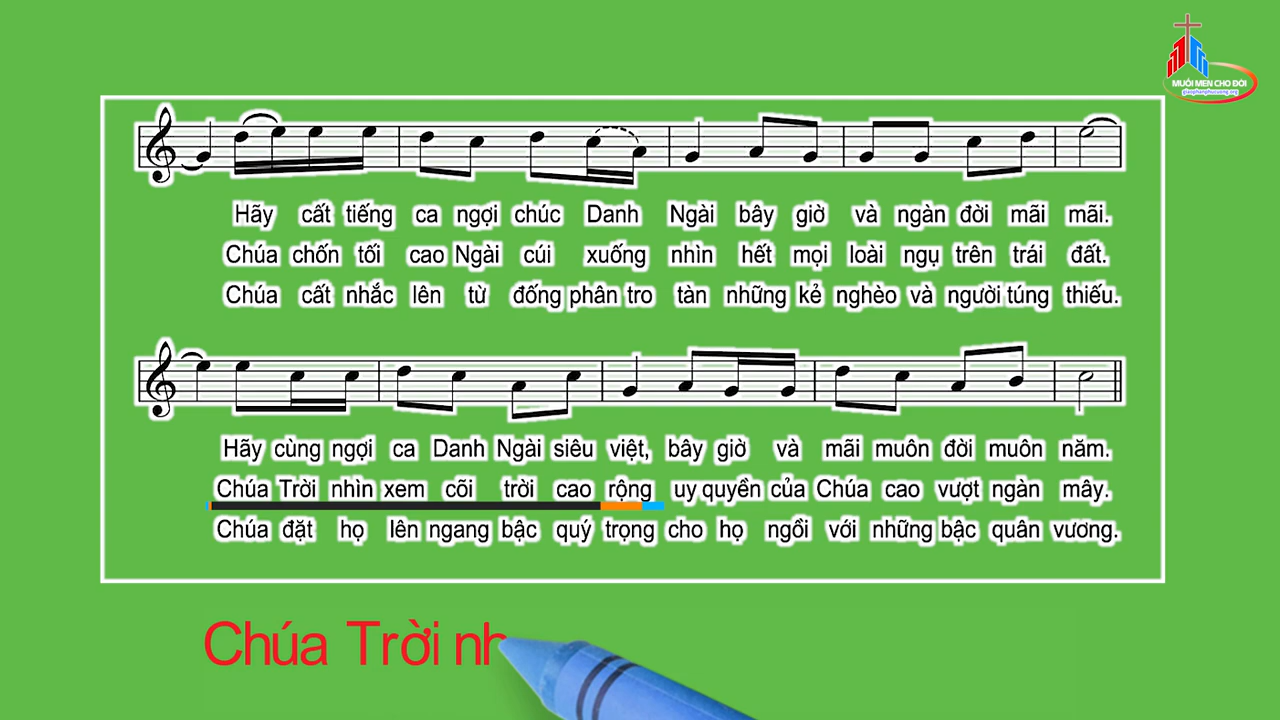 MUỐI MEN CHO ĐỜI
giaophanphucuong.org
Hãy cất tiếng ca ngợi chúc Danh Ngài bây giờ và ngàn đời mãi mãi.
Chúa chốn tối cao Ngài cúi xuống nhìn hết mọi loài ngụ trên trái đất.
Chúa cất nhắc lên từ đống phân tro tàn những kẻ nghèo và người túng thiếu.
Hãy cùng ngợi ca Danh Ngài siêu việt, bây giờ và mãi muôn đời muôn năm.
Chúa Trời nhìn xem cõi trời cao rộng uy quyền của Chúa cao vượt ngàn mây.
Chúa đặt họ lên ngang bậc quý trọng cho họ ngồi với những bậc quân vương.
Chúa Trời nh